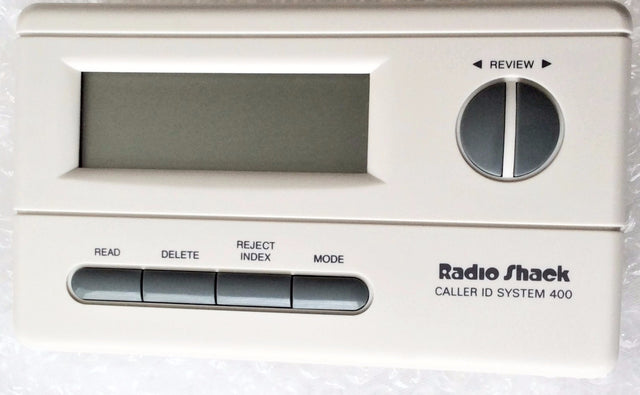 ◄ REVIEW ►
READ
DELETE
REJECT
INDEX
MODE
Radio Shack
CALLER ID SYSTEM 400